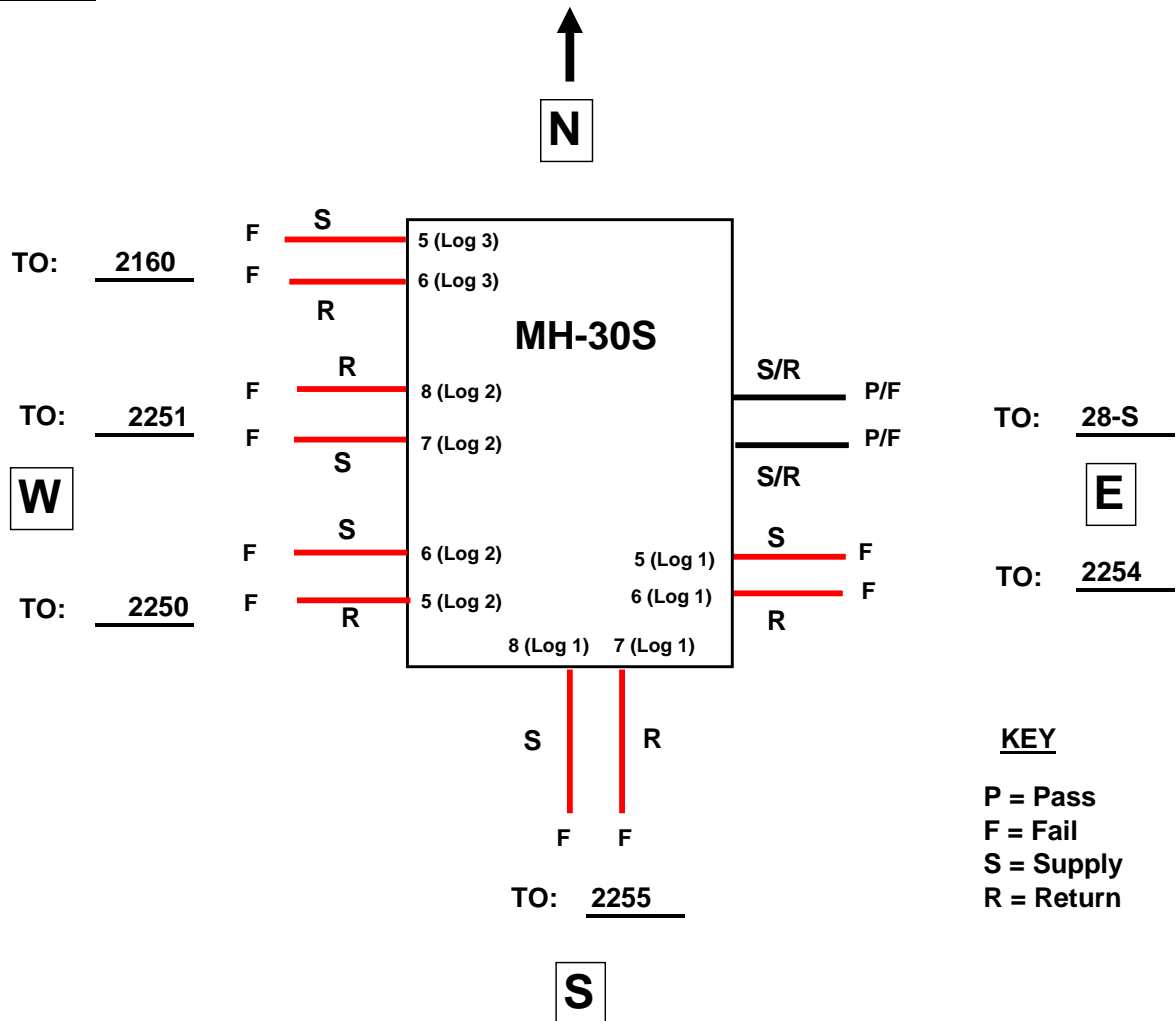 N
S
F
5 (Log 3)
TO: 2160
F
6 (Log 3)
R
MH-30S
R
F
8 (Log 2)
S/R
P/F
TO: 2251
F
7 (Log 2)
S
P/F
S/R
TO: 28-S
W
E
S
F
6 (Log 2)
S
F
5 (Log 1)
TO: 2254
TO: 2250
F
5 (Log 2)
R
6 (Log 1)
F
R
8 (Log 1) 7 (Log 1)
S R
F F
TO: 2255
S
KEY
P = Pass
F = Fail
S = Supply
R = Return